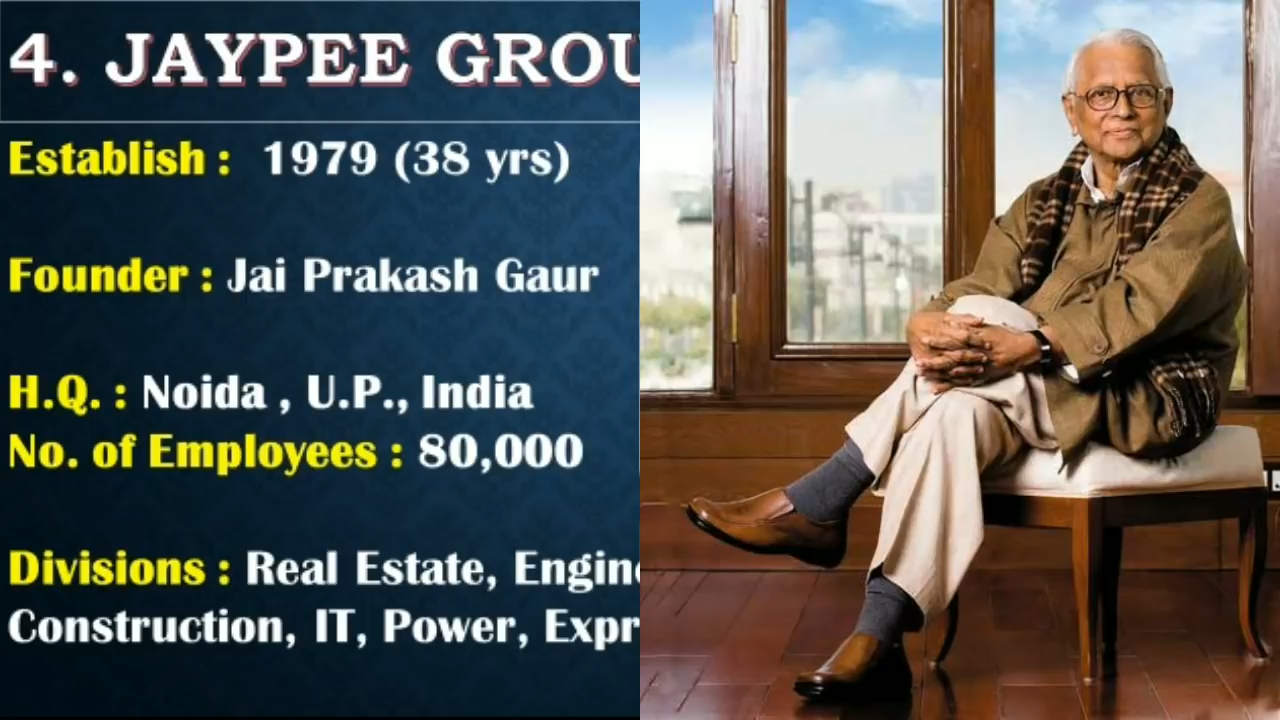 4. JAYPEE GROU
Establish : 1979 (38 yrs)
Founder : Jai Prakash Gaur
H.Q. : Noida , U.P., India
No. of Employees : 80,000
Divisions : Real Estate, Engin
Construction, IT, Power, Expr